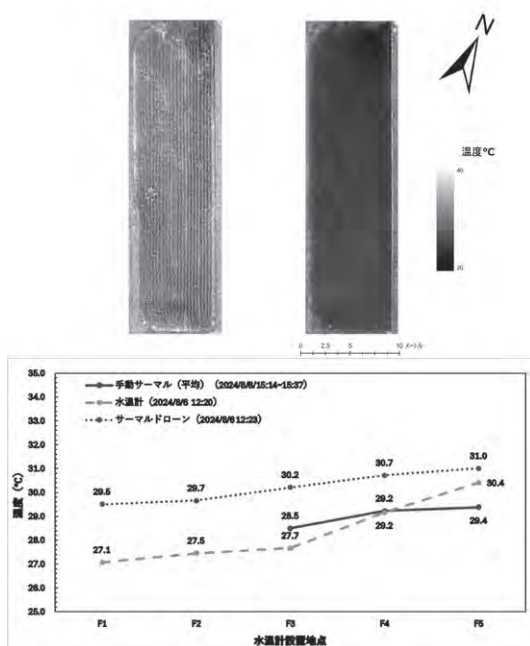 N
温度℃
40
20
0 2.5 5 10 メートル
35.0
34.0
33.0
32.0
31.0
30.0
29.0
28.0
27.0
26.0
25.0
温度(℃)
手動サーマル（平均）（2024/8/6/15:14~15:37）
水温計（2024/8/6 12:20）
サーマルドローン（2024/8/6 12:23）
29.5
29.7
30.2
30.7
31.0
28.5
29.2
29.4
27.1
27.5
27.7
29.2
30.4
F1
F2
F3
F4
F5
水温計設置地点